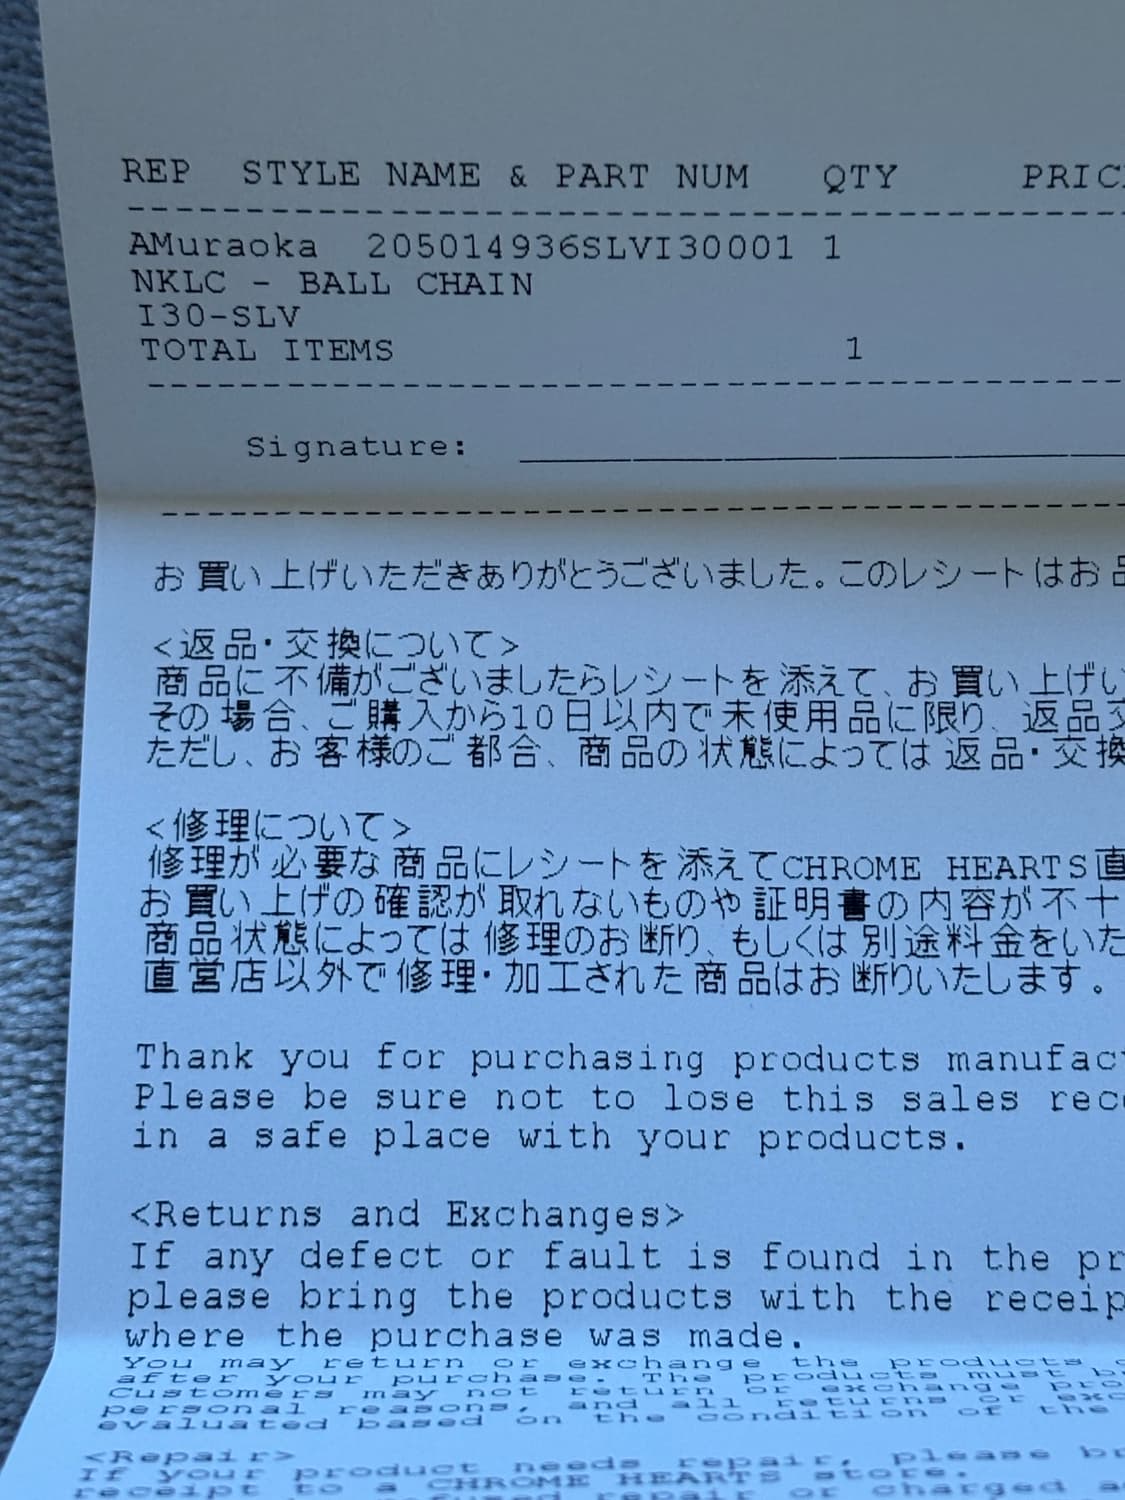 REP STYLE NAME & PART NUM QTY PRIC
AMuraoka 205014936SLVI30001 1
NKLC - BALL CHAIN
I30-SLV
TOTAL ITEMS 1
Signature:
お買い上げいただきありがとうございました。このレシートはお品
<返品・交換について>
商品に不備がございましたらレシートを添えて、お買い上げい
その場合、ご購入から10日以内で未使用品に限り、返品交
ただし、お客様のご都合、商品の状態によっては返品・交換
<修理について>
修理が必要な商品にレシートを添えてCHROME HEARTS直
お買い上げの確認が取れないものや証明書の内容が不十
商品状態によっては修理のお断り、もしくは別途料金をいた
直営店以外で修理・加工された商品はお断りいたします。
Thank you for purchasing products manufac
Please be sure not to lose this sales rec
in a safe place with your products.
<Returns and Exchanges>
If any defect or fault is found in the pr
please bring the products with the receip
where the purchase was made.
You may return or exchange the products
after your purchase. The products must b
Customers may not return or exchange pro
personal reasons, and all returns or exc
evaluated based on the condition of the
<Repair>
If your product needs repair, please br
receipt to a CHROME HEARTS store.
refused repair or charged a